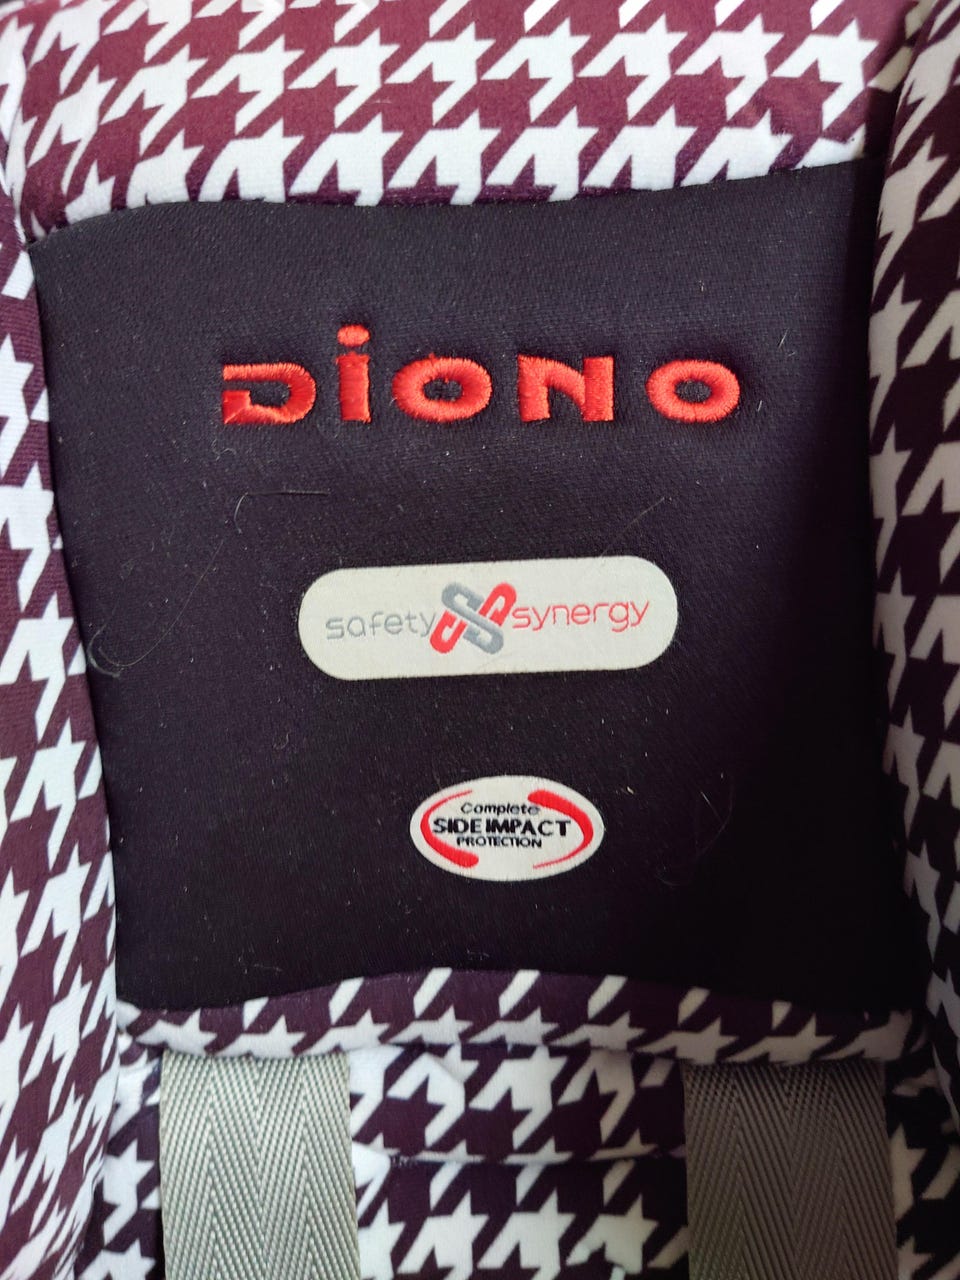 DiONO
safety synergy
Complete
SIDE IMPACT
PROTECTION